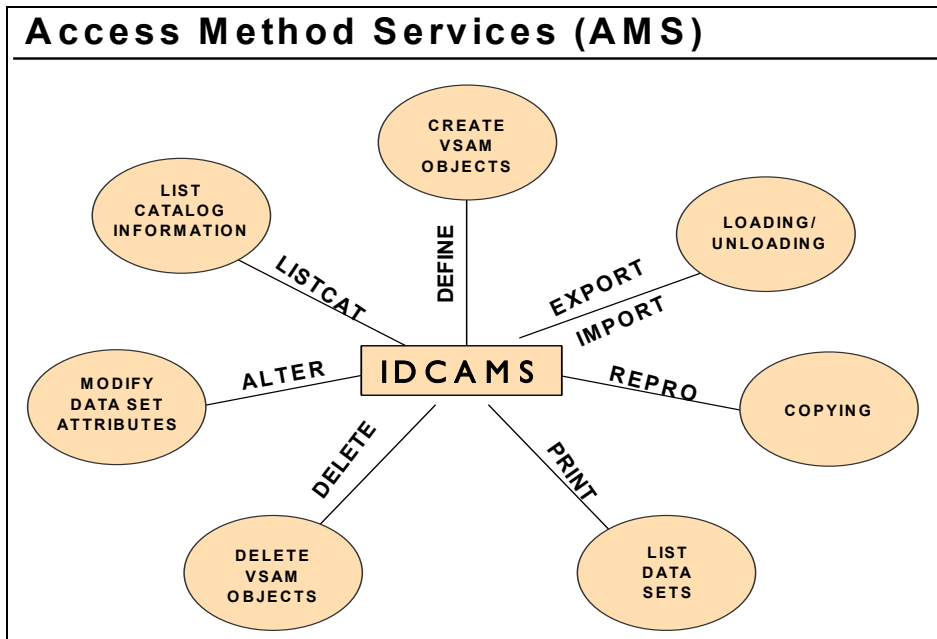 Access Method Services (AMS)
CREATE
VSAM
OBJECTS
LIST
CATALOG
INFORMATION
LOADING/
UNLOADING
DEFINE
LISTCAT
EXPORT
IMPORT
MODIFY
DATA SET
ATTRIBUTES
ALTER
IDCAMS
REPRO
COPYING
DELETE
PRINT
DELETE
VSAM
OBJECTS
LIST
DATA
SETS